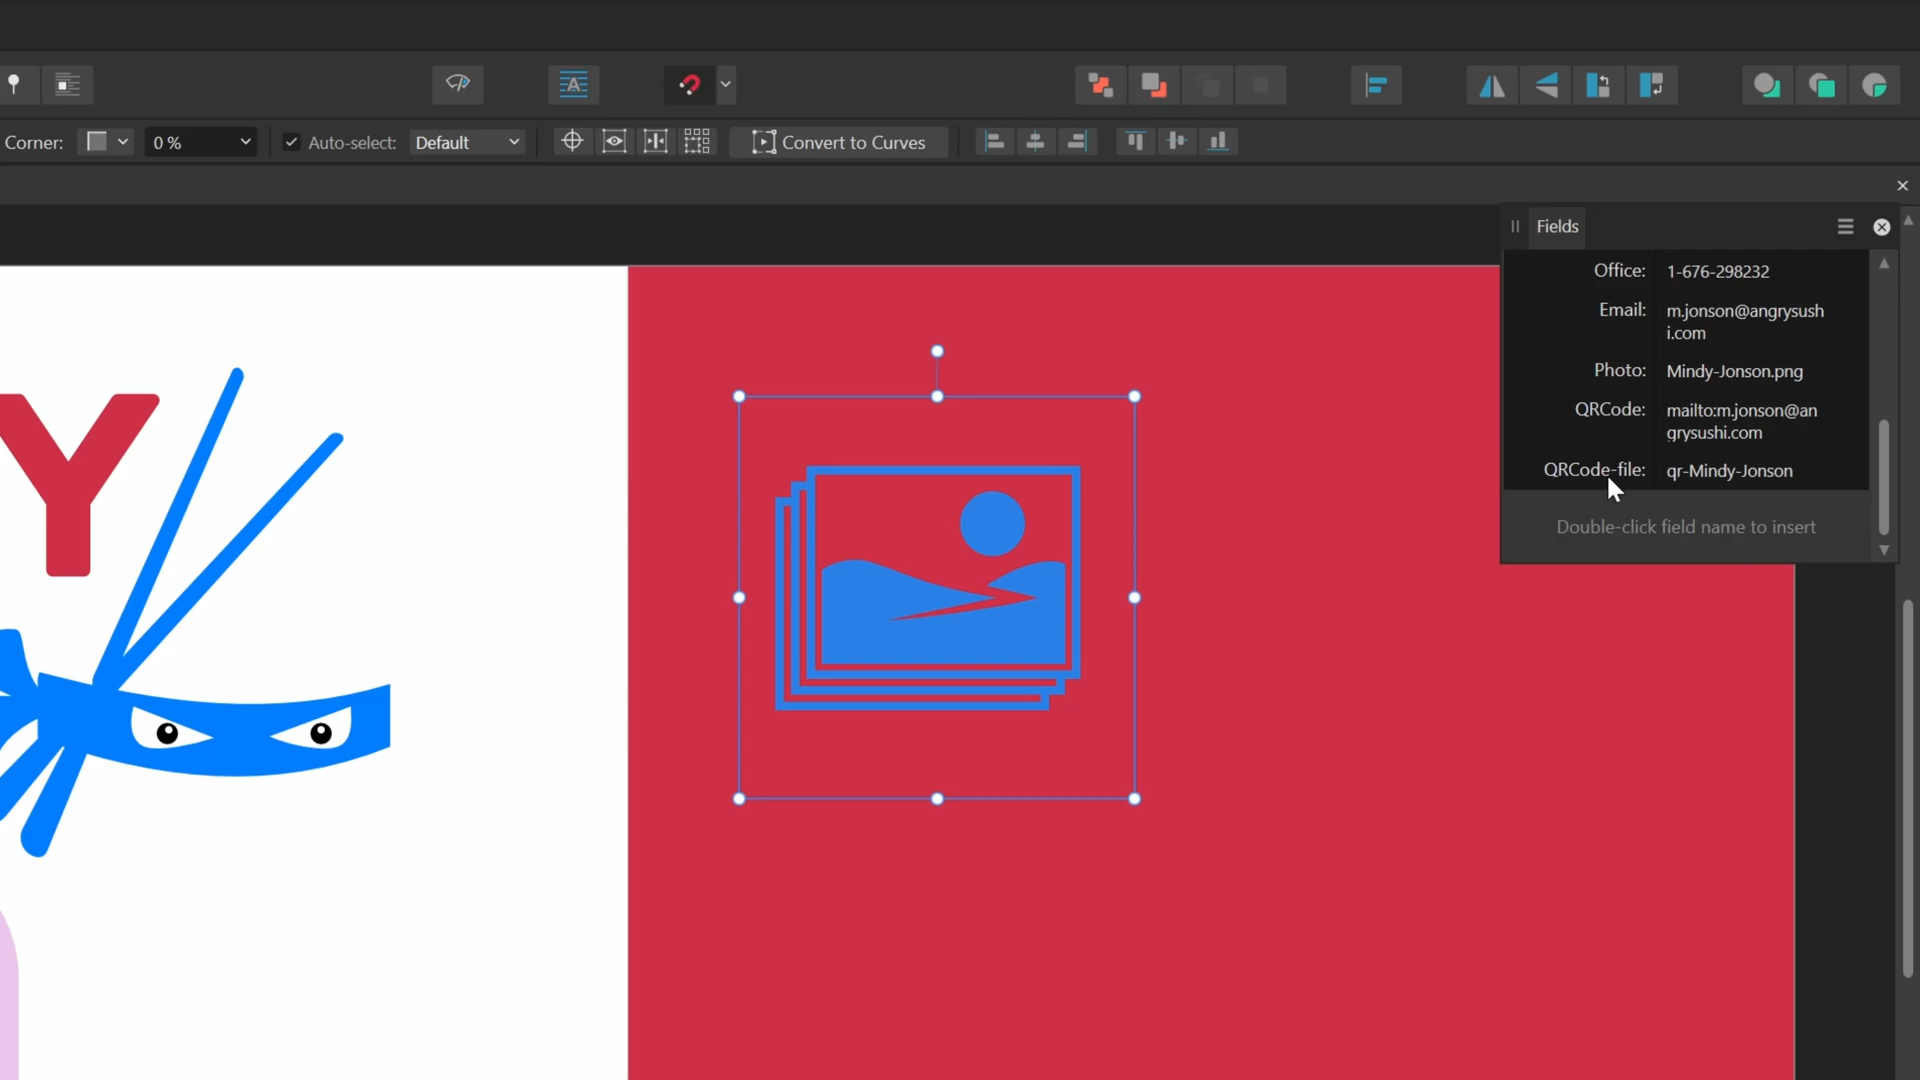 Corner: 0 % Auto-select: Default Convert to Curves
Fields
Office: 1-676-298232
Email: m.jonson@angrysush
i.com
Photo: Mindy-Jonson.png
QRCode: mailto:m.jonson@an
grysushi.com
QRCode-file: qr-Mindy-Jonson
Double-click field name to insert
Y